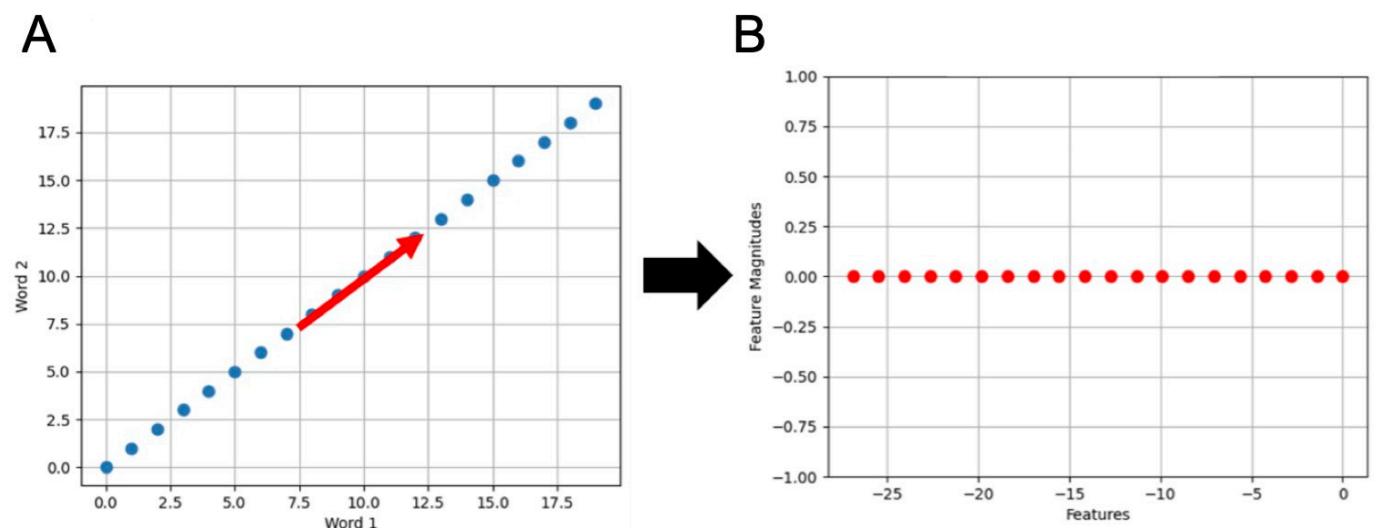 A
B
17.5
15.0
12.5
10.0
7.5
5.0
2.5
0.0
Word 2
0.0 2.5 5.0 7.5 10.0 12.5 15.0 17.5
Word 1
1.00
0.75
0.50
0.25
0.00
−0.25
−0.50
−0.75
−1.00
Feature Magnitudes
−25 −20 −15 −10 −5 0
Features